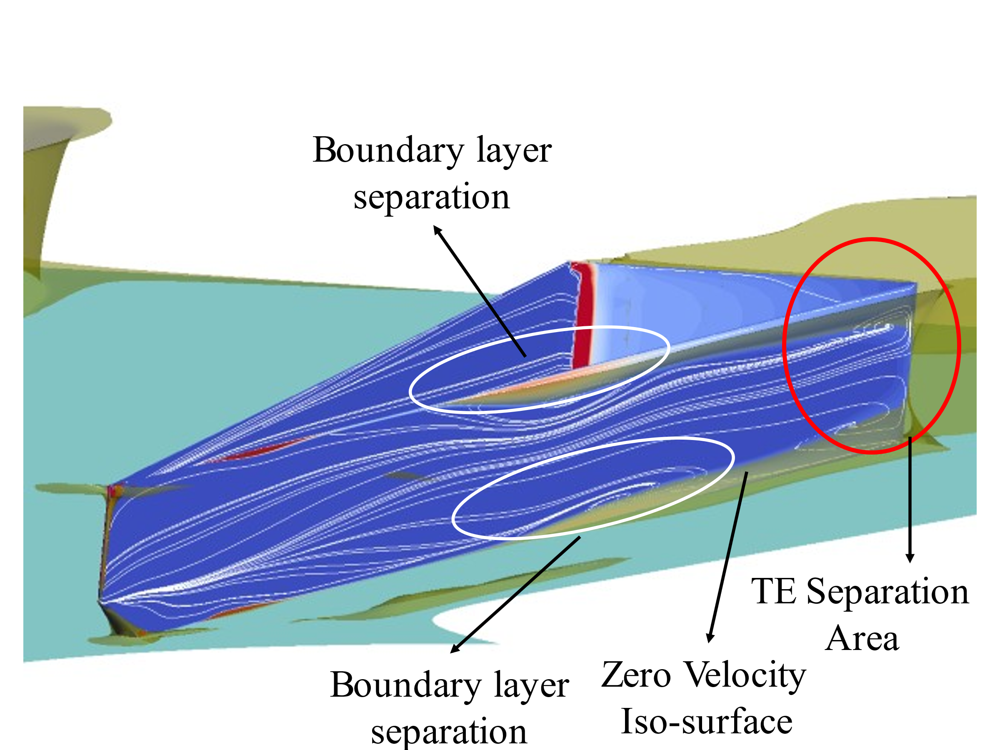 Boundary layer
separation
TE Separation
Area
Boundary layer
separation
Zero Velocity
Iso-surface